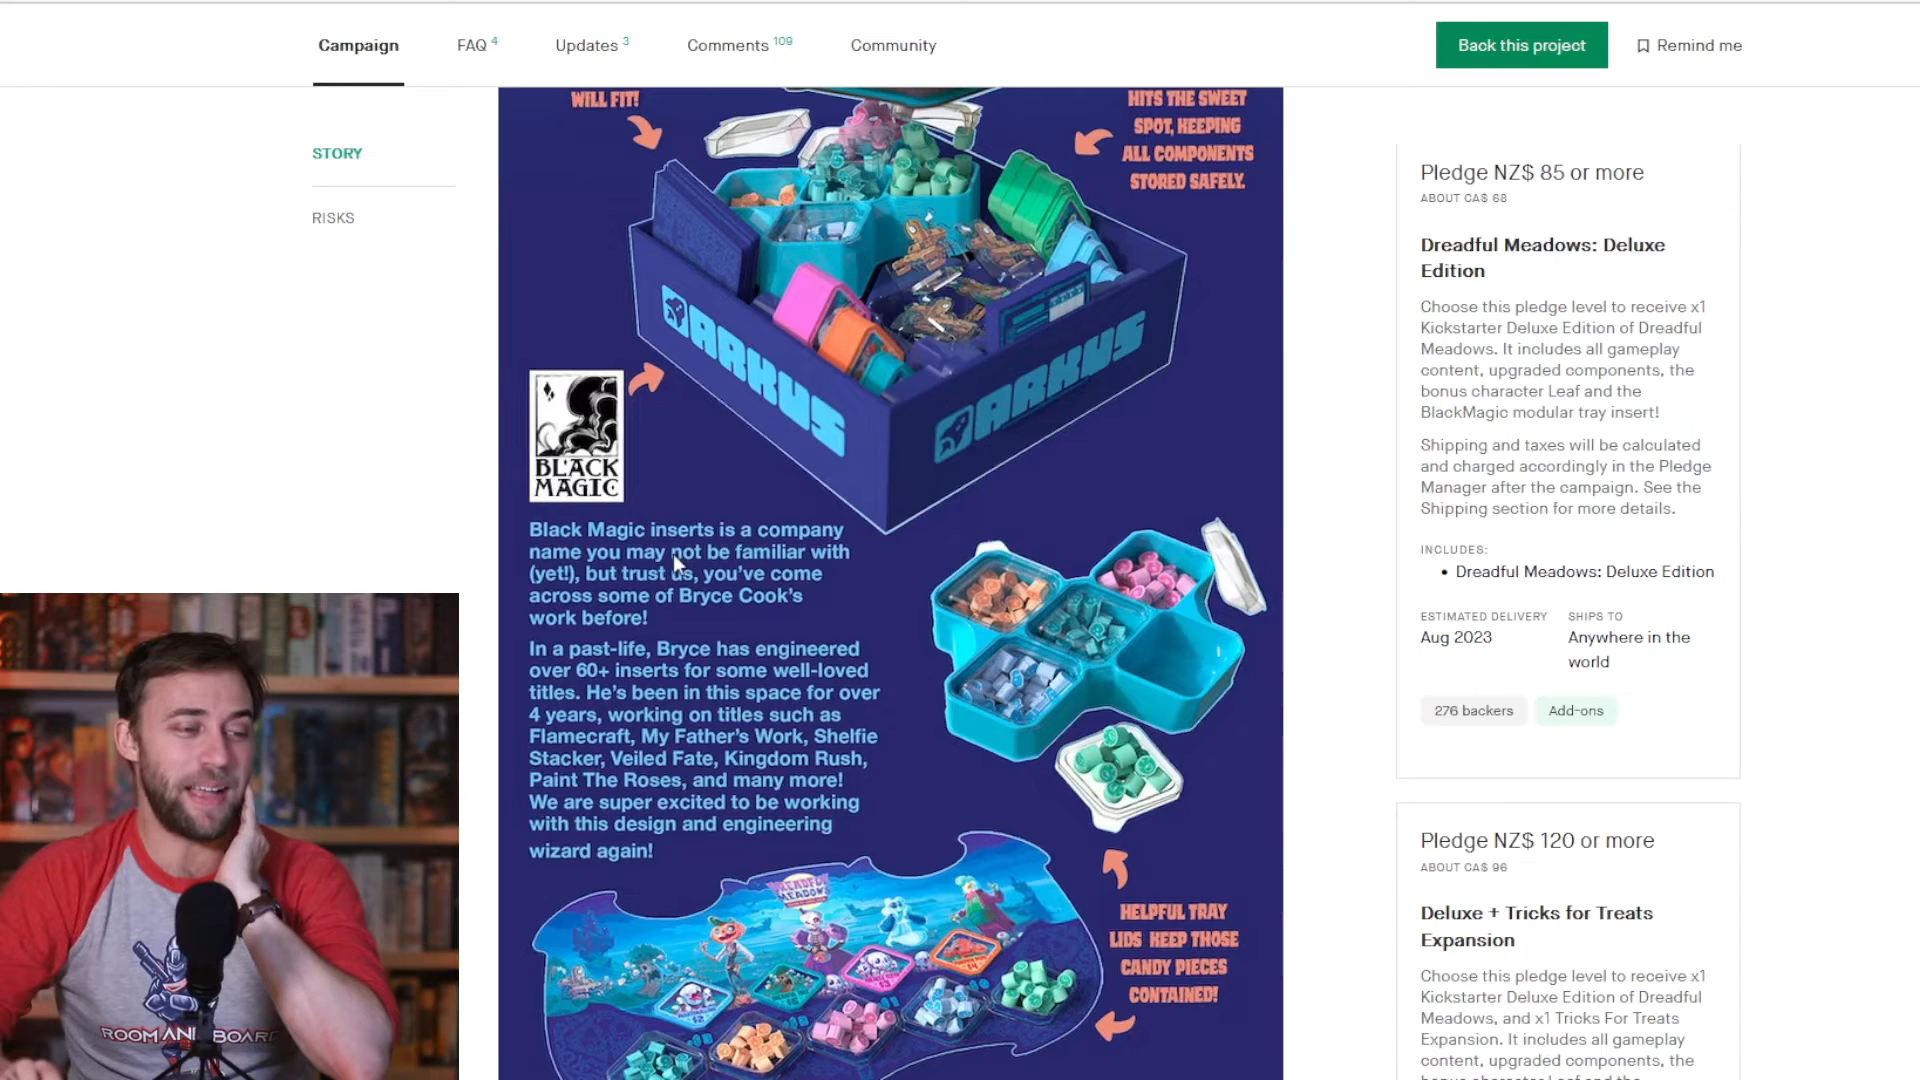 Campaign
FAQ 4
Updates 3
Comments 109
Community
Back this project
Remind me
STORY
RISKS
WILL FIT!
HITS THE SWEET
SPOT, KEEPING
ALL COMPONENTS
STORED SAFELY.
ARKUS
ARKUS
BLACK
MAGIC
Black Magic inserts is a company
name you may not be familiar with
(yet!), but trust us, you've come
across some of Bryce Cook's
work before!
In a past-life, Bryce has engineered
over 60+ inserts for some well-loved
titles. He's been in this space for over
4 years, working on titles such as
Flamecraft, My Father's Work, Shelfie
Stacker, Veiled Fate, Kingdom Rush,
Paint The Roses, and many more!
We are super excited to be working
with this design and engineering
wizard again!
DREADFUL
MEADOWS
HELPFUL TRAY
LIDS KEEP THOSE
CANDY PIECES
CONTAINED!
ROOM AND BOARD
Pledge NZ$ 85 or more
ABOUT CA$ 68
Dreadful Meadows: Deluxe
Edition
Choose this pledge level to receive x1
Kickstarter Deluxe Edition of Dreadful
Meadows. It includes all gameplay
content, upgraded components, the
bonus character Leaf and the
BlackMagic modular tray insert!
Shipping and taxes will be calculated
and charged accordingly in the Pledge
Manager after the campaign. See the
Shipping section for more details.
INCLUDES:
• Dreadful Meadows: Deluxe Edition
ESTIMATED DELIVERY
Aug 2023
SHIPS TO
Anywhere in the
world
276 backers
Add-ons
Pledge NZ$ 120 or more
ABOUT CA$ 96
Deluxe + Tricks for Treats
Expansion
Choose this pledge level to receive x1
Kickstarter Deluxe Edition of Dreadful
Meadows, and x1 Tricks For Treats
Expansion. It includes all gameplay
content, upgraded components, the
bonus character Leaf and the